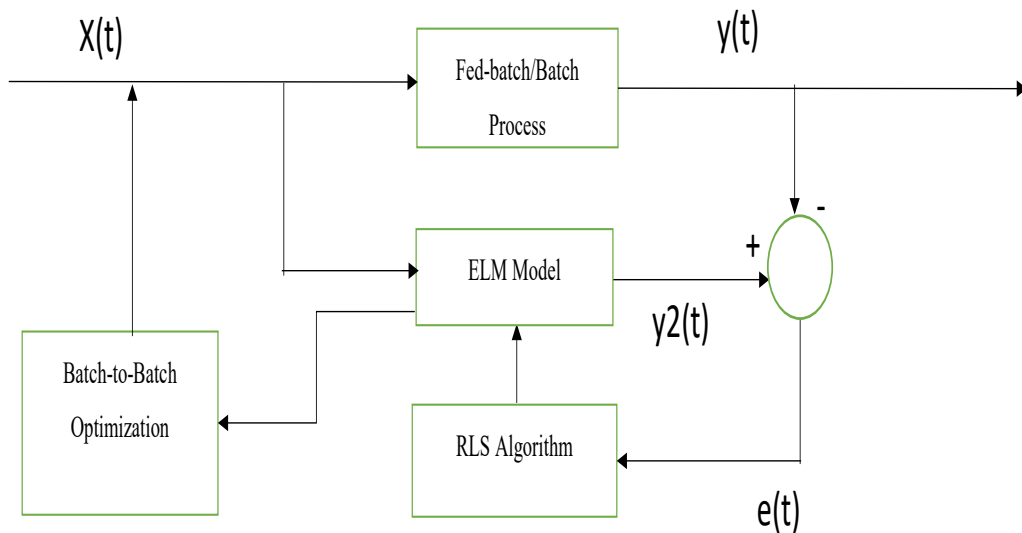 X(t)
y(t)
Fed-batch/Batch
Process
-
+
ELM Model
y2(t)
Batch-to-Batch
Optimization
RLS Algorithm
e(t)